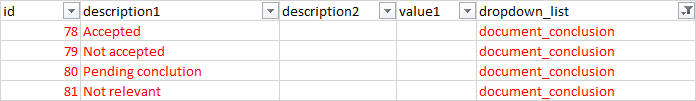 id description1 description2 value1 dropdown_list
78 Accepted document_conclusion
79 Not accepted document_conclusion
80 Pending conclution document_conclusion
81 Not relevant document_conclusion